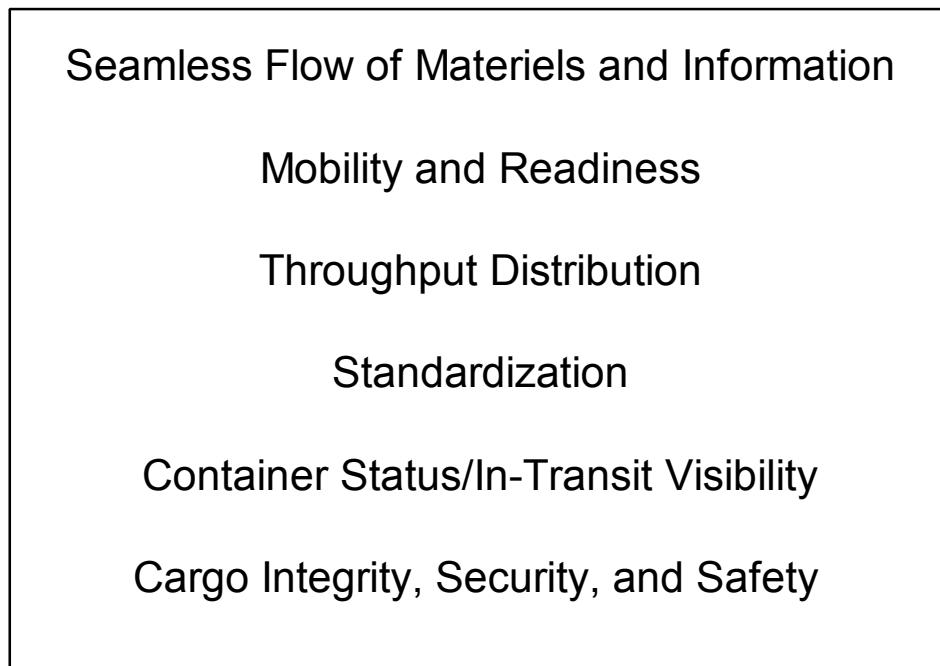 Seamless Flow of Materiels and Information
Mobility and Readiness
Throughput Distribution
Standardization
Container Status/In-Transit Visibility
Cargo Integrity, Security, and Safety